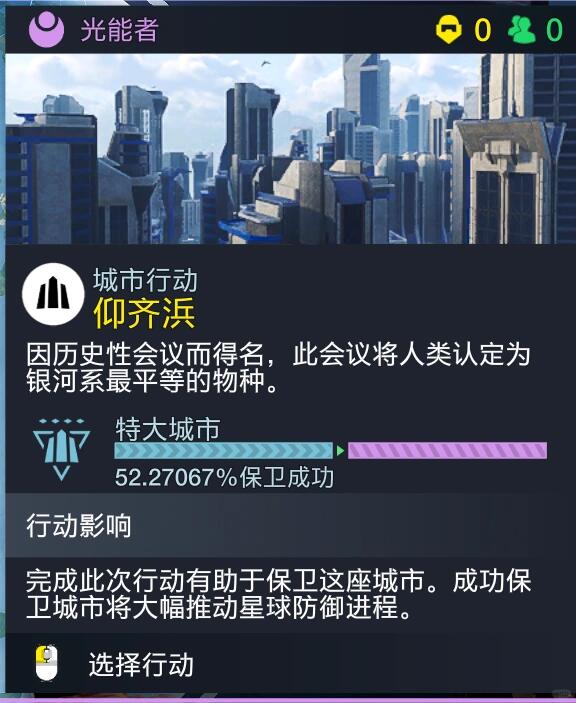 光能者 0 0
城市行动
仰齐浜
因历史性会议而得名，此会议将人类认定为
银河系最平等的物种。
特大城市
52.27067%保卫成功
行动影响
完成此次行动有助于保卫这座城市。成功保
卫城市将大幅推动星球防御进程。
选择行动